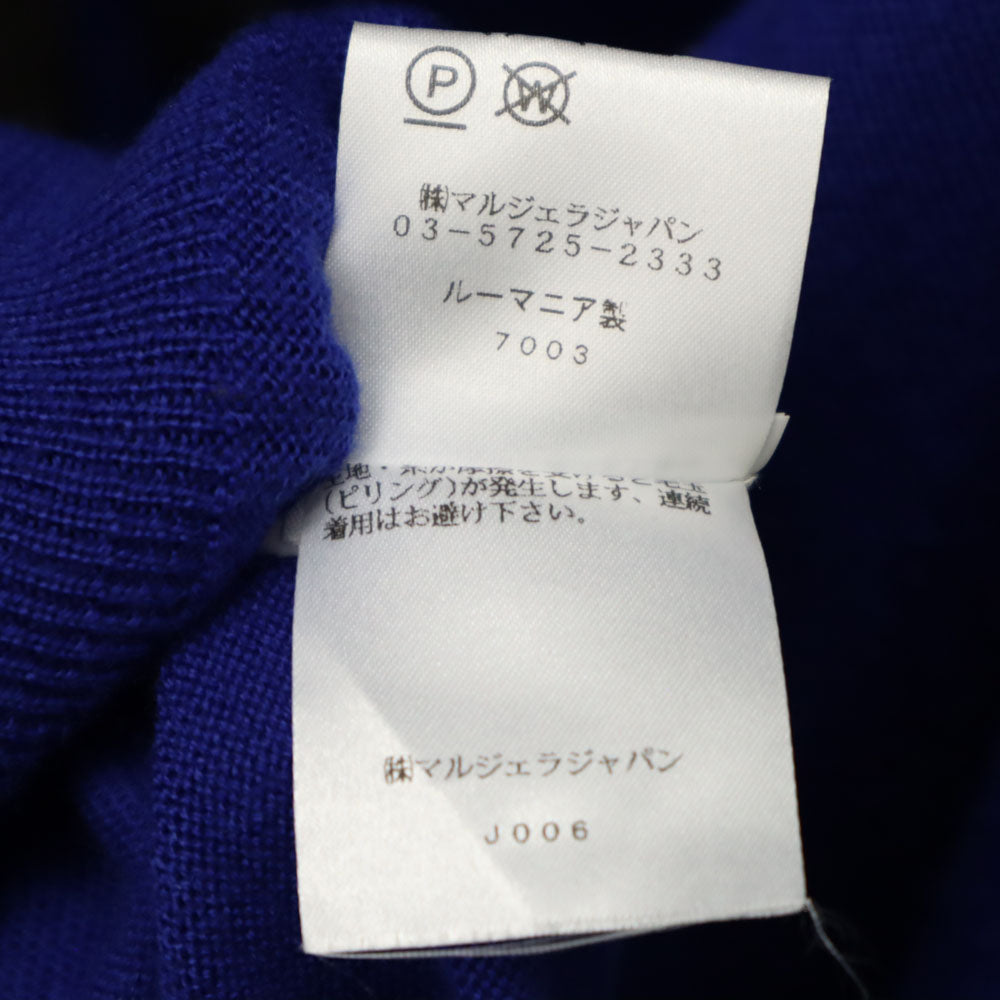 P
W
㈱マルジェラジャパン
03-5725-2333
ルーマニア製
7003
(ピリング)が発生します、連続
着用はお避け下さい。
㈱マルジェラジャパン
J006